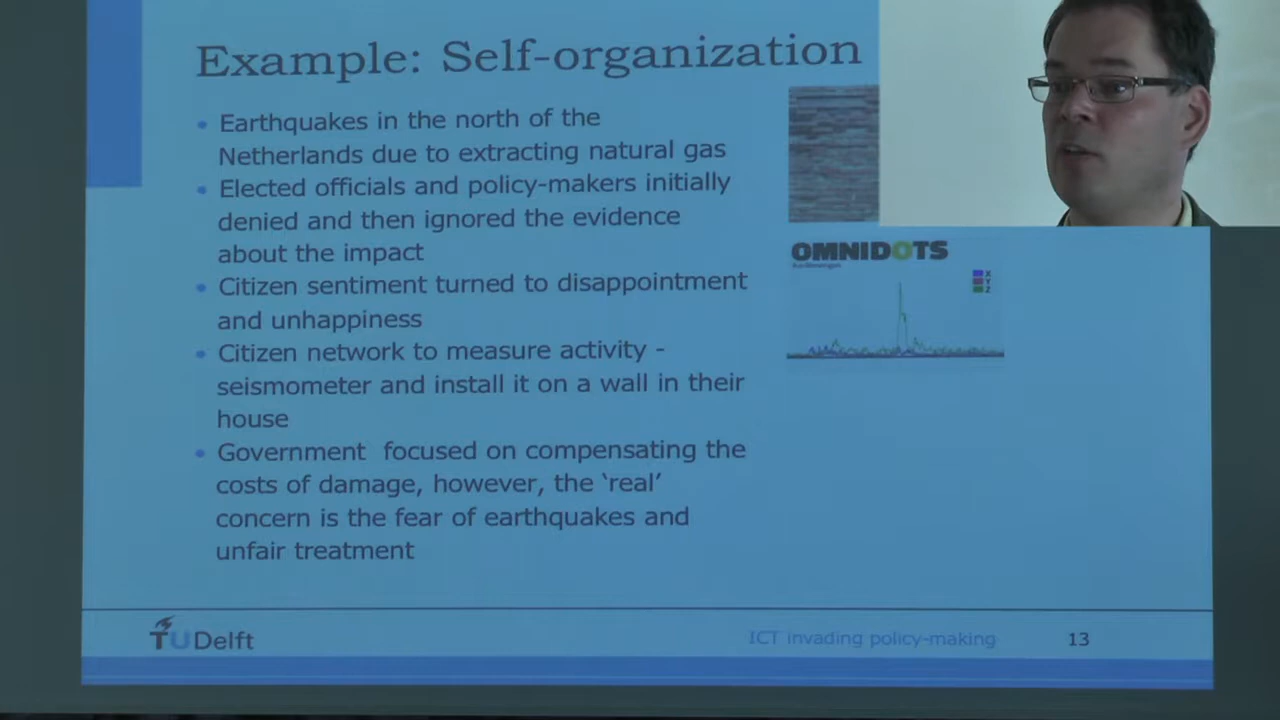 Example: Self-organization
• Earthquakes in the north of the
Netherlands due to extracting natural gas
• Elected officials and policy-makers initially
denied and then ignored the evidence
about the impact
• Citizen sentiment turned to disappointment
and unhappiness
• Citizen network to measure activity -
seismometer and install it on a wall in their
house
• Government  focused on compensating the
costs of damage, however, the ‘real’
concern is the fear of earthquakes and
unfair treatment
OMNIDOTS
X
Y
Z
TUDelft
ICT invading policy-making
13